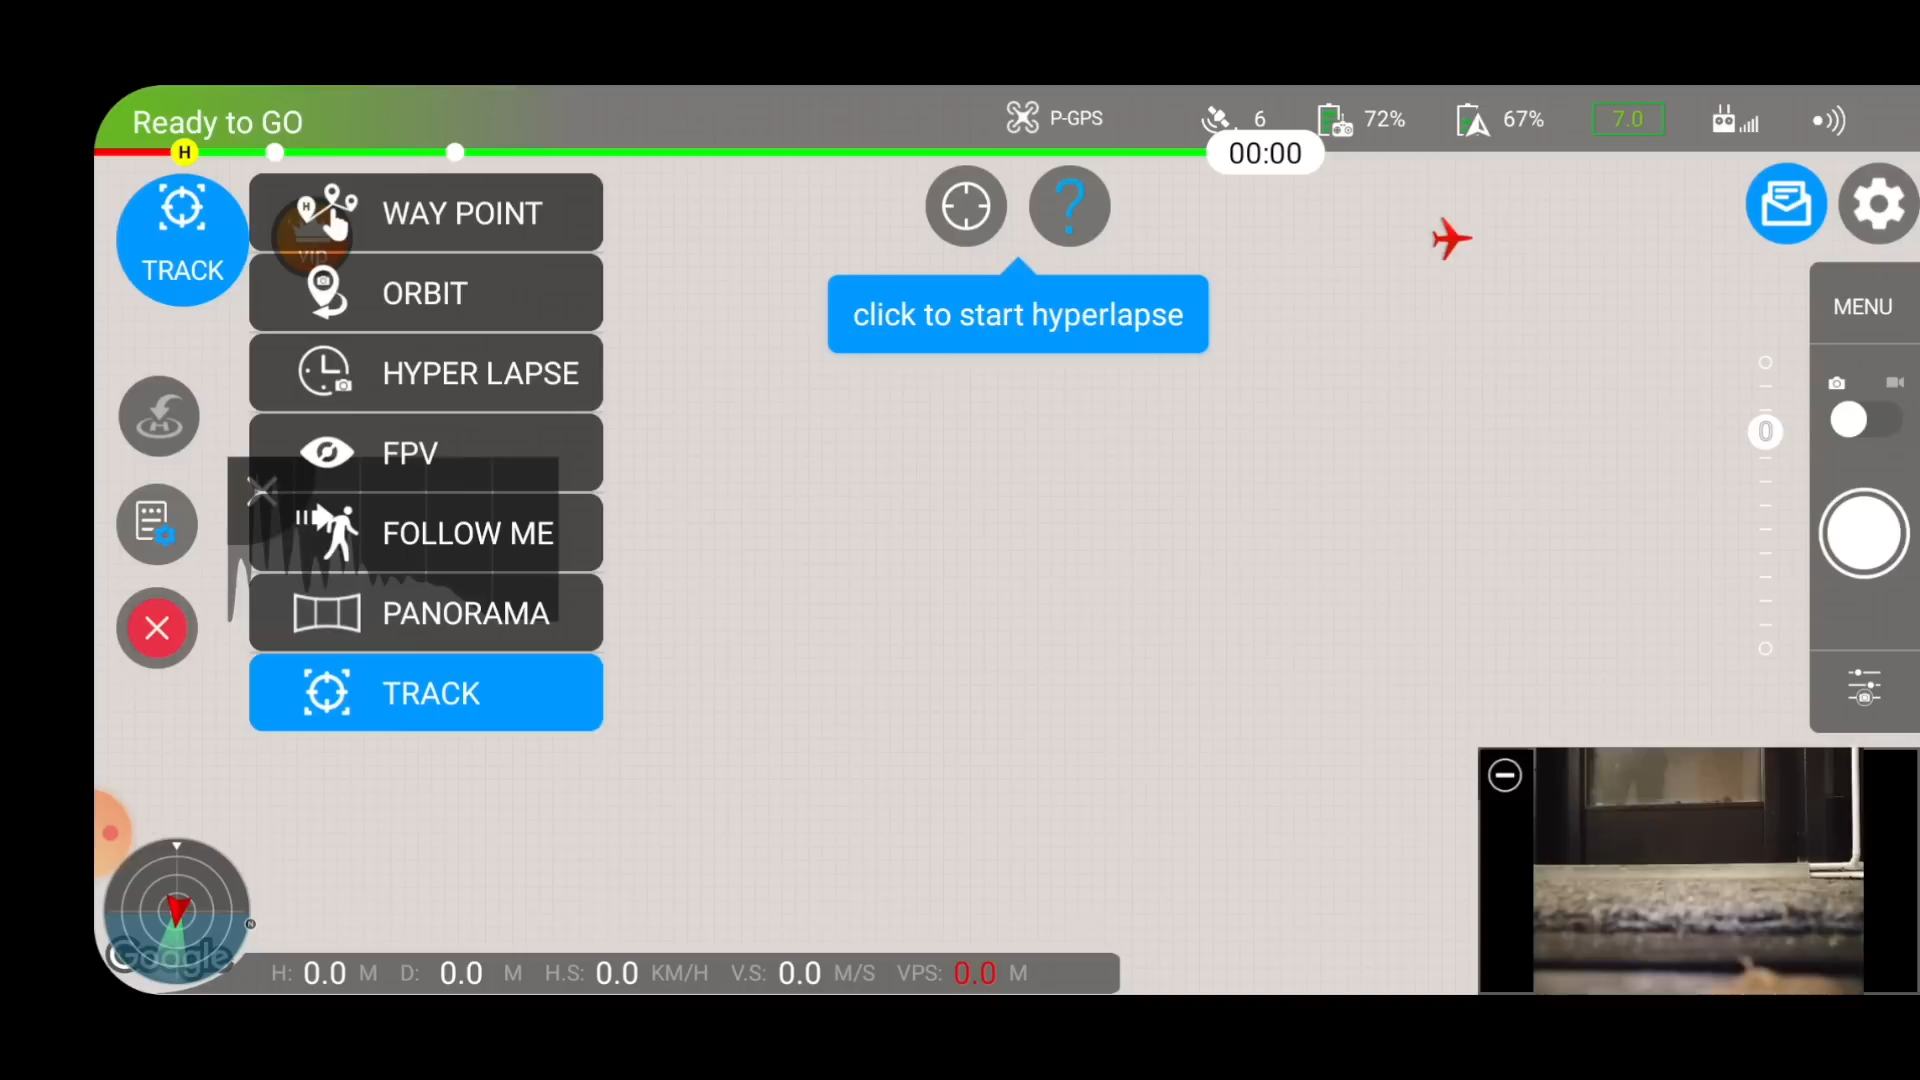 Ready to GO
P-GPS
6
72%
67%
7.0
H
00:00
TRACK
VIP
WAY POINT
?
ORBIT
click to start hyperlapse
MENU
HYPER LAPSE
0
FPV
FOLLOW ME
PANORAMA
TRACK
N
Google
H: 0.0 M D: 0.0 M H.S: 0.0 KM/H V.S: 0.0 M/S VPS: 0.0 M